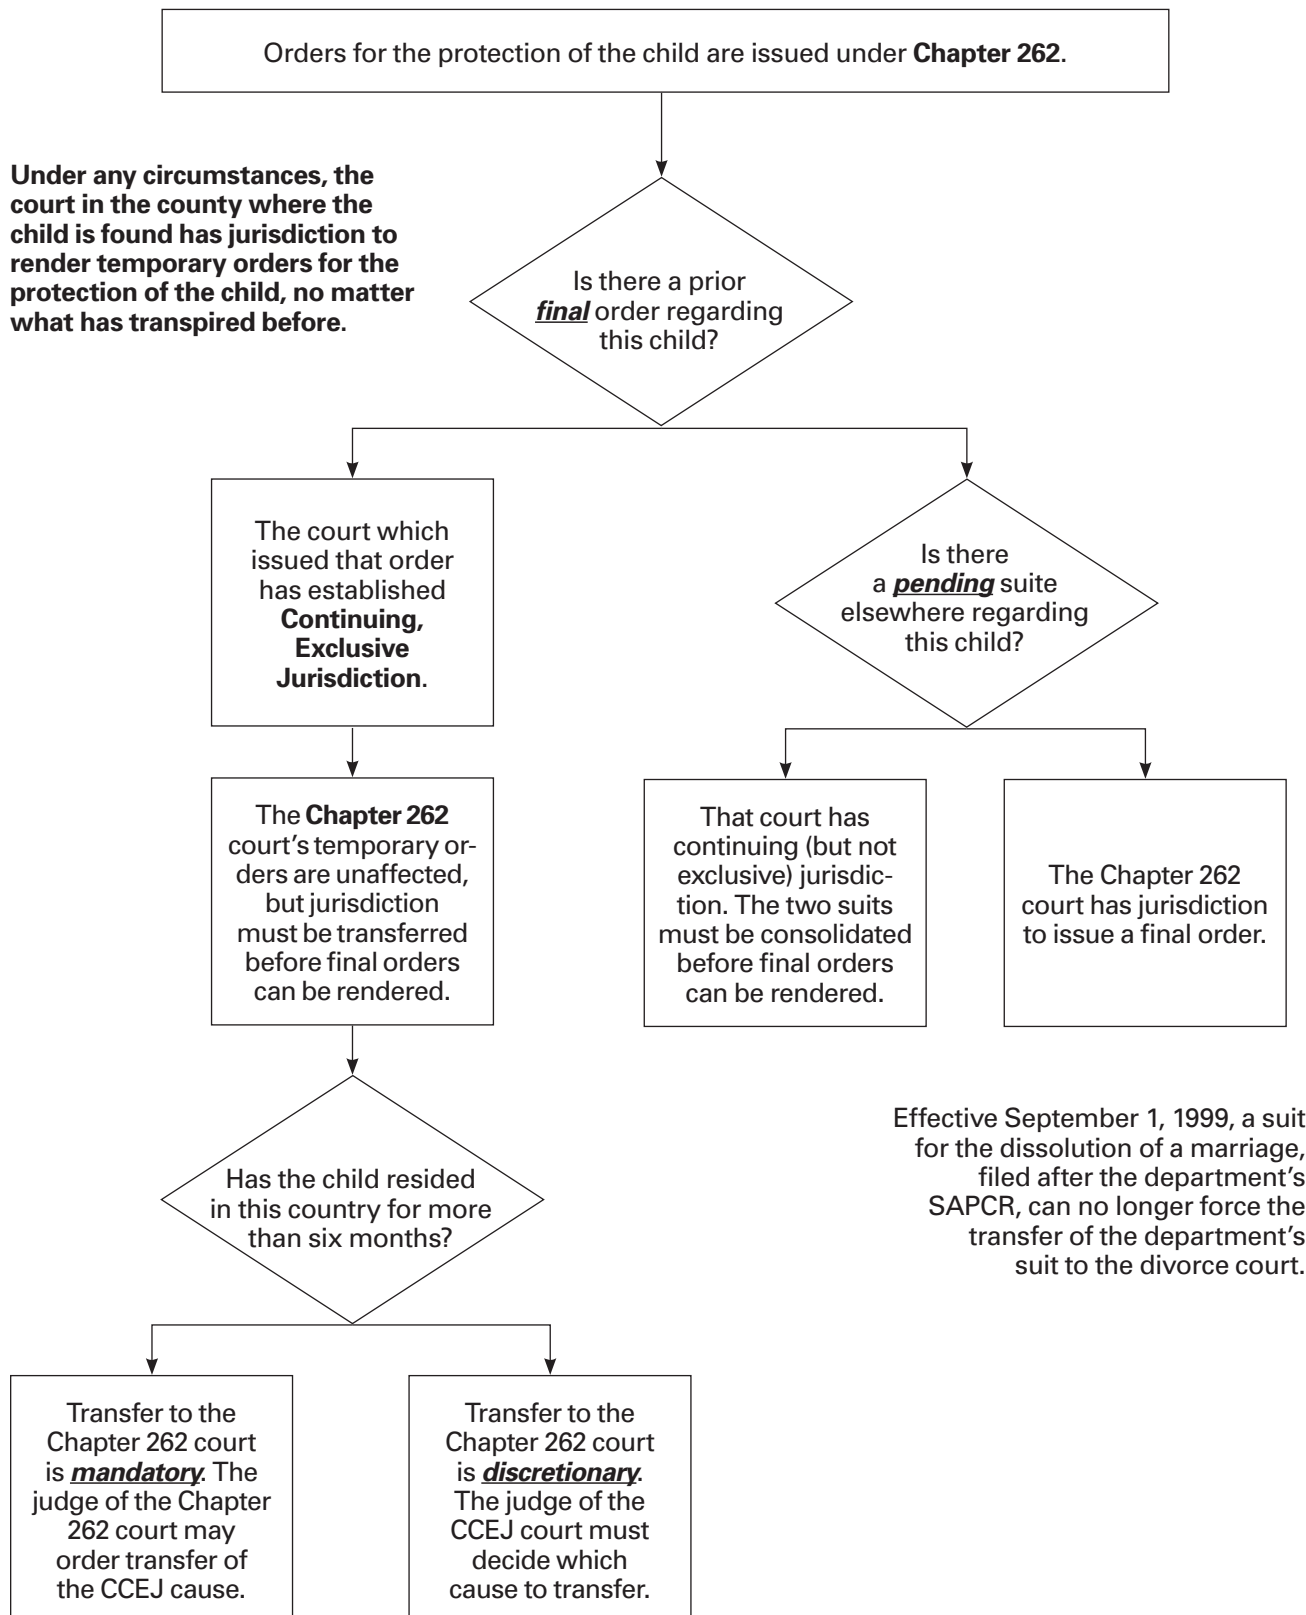 Orders for the protection of the child are issued under Chapter 262.
Under any circumstances, the
court in the county where the
child is found has jurisdiction to
render temporary orders for the
protection of the child, no matter
what has transpired before.
Is there a prior
final order regarding
this child?
The court which
issued that order
has established
Continuing,
Exclusive
Jurisdiction.
Is there
a pending suite
elsewhere regarding
this child?
The Chapter 262
court's temporary or-
ders are unaffected,
but jurisdiction
must be transferred
before final orders
can be rendered.
That court has
continuing (but not
exclusive) jurisdic-
tion. The two suits
must be consolidated
before final orders
can be rendered.
The Chapter 262
court has jurisdiction
to issue a final order.
Has the child resided
in this country for more
than six months?
Effective September 1, 1999, a suit
for the dissolution of a marriage,
filed after the department's
SAPCR, can no longer force the
transfer of the department's
suit to the divorce court.
Transfer to the
Chapter 262 court
is mandatory. The
judge of the Chapter
262 court may
order transfer of
the CCEJ cause.
Transfer to the
Chapter 262 court
is discretionary.
The judge of the
CCEJ court must
decide which
cause to transfer.